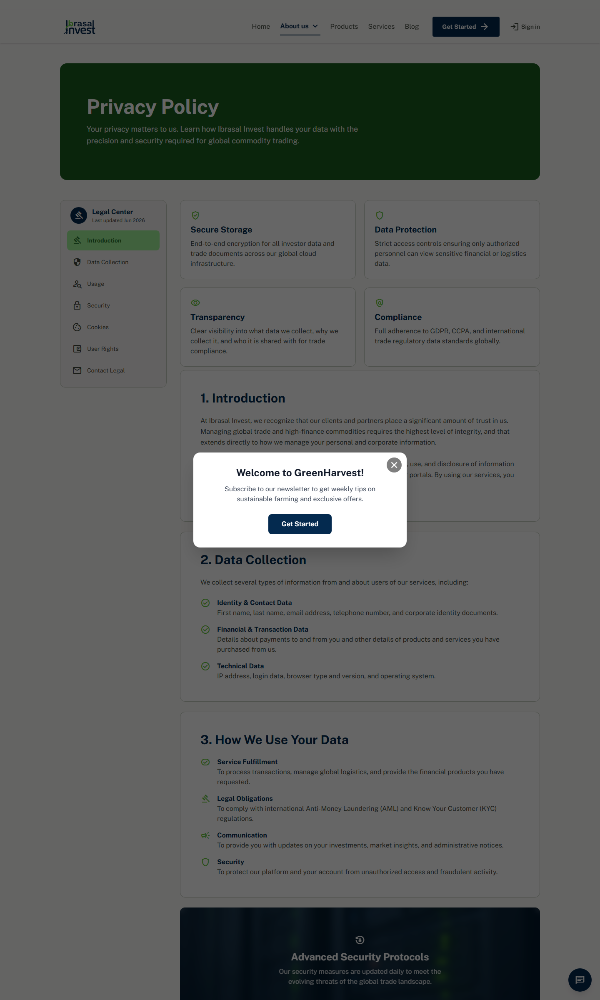 Ibrasal
invest
Home
About us
Products
Services
Blog
Get Started
Sign in
Privacy Policy
Your privacy matters to us. Learn how Ibrasal Invest handles your data with the
precision and security required for global commodity trading.
Legal Center
Last updated Jun 2026
Introduction
Data Collection
Usage
Security
Cookies
User Rights
Contact Legal
Secure Storage
End-to-end encryption for all investor data and
trade documents across our global cloud
infrastructure.
Data Protection
Strict access controls ensuring only authorized
personnel can view sensitive financial or logistics
data.
Transparency
Clear visibility into what data we collect, why we
collect it, and who it is shared with for trade
compliance.
Compliance
Full adherence to GDPR, CCPA, and international
trade regulatory data standards globally.
1. Introduction
At Ibrasal Invest, we recognize that our clients and partners place a significant amount of trust in us.
Managing global trade and high-finance commodities requires the highest level of integrity, and that
extends directly to how we manage your personal and corporate information.
, use, and disclosure of information
portals. By using our services, you
Welcome to GreenHarvest!
Subscribe to our newsletter to get weekly tips on
sustainable farming and exclusive offers.
Get Started
2. Data Collection
We collect several types of information from and about users of our services, including:
Identity & Contact Data
First name, last name, email address, telephone number, and corporate identity documents.
Financial & Transaction Data
Details about payments to and from you and other details of products and services you have
purchased from us.
Technical Data
IP address, login data, browser type and version, and operating system.
3. How We Use Your Data
Service Fulfillment
To process transactions, manage global logistics, and provide the financial products you have
requested.
Legal Obligations
To comply with international Anti-Money Laundering (AML) and Know Your Customer (KYC)
regulations.
Communication
To provide you with updates on your investments, market insights, and administrative notices.
Security
To protect our platform and your account from unauthorized access and fraudulent activity.
Advanced Security Protocols
Our security measures are updated daily to meet the
evolving threats of the global trade landscape.